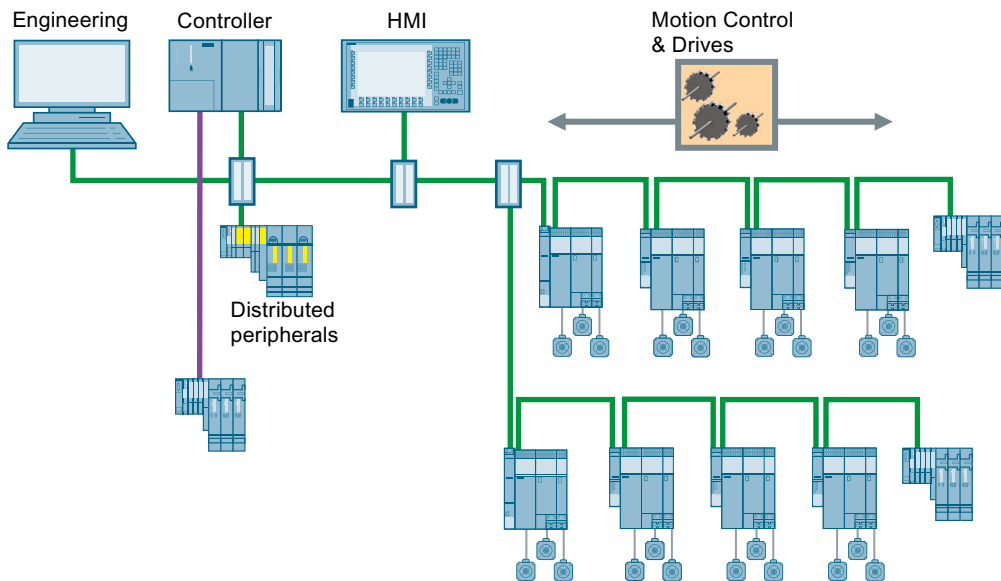 Engineering
Controller
HMI
Motion Control
& Drives
Distributed
peripherals